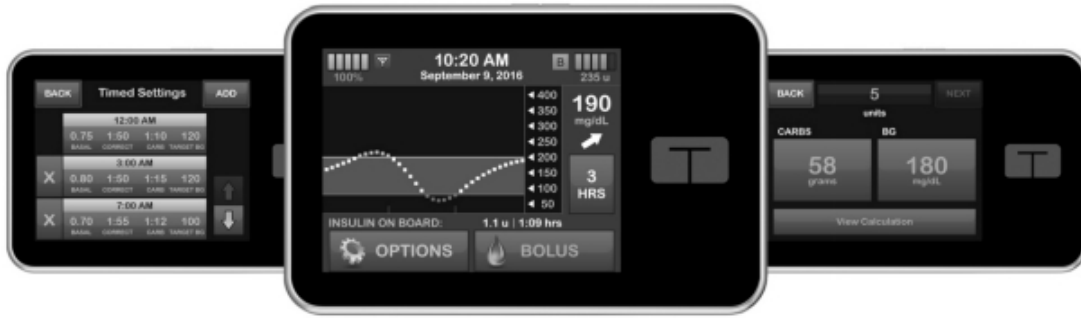 BACK Timed Settings ADD
12:00 AM
0.75 1:50 1:10 120
BASAL CORRECT CARB TARGET BG
X 3:00 AM
0.80 1:50 1:15 120
BASAL CORRECT CARB TARGET BG
X 7:00 AM
0.70 1:55 1:12 100
BASAL CORRECT CARB TARGET BG
10:20 AM
100% September 9, 2016 B 235 u
400
350
300
250
200
150
100
50
190
mg/dL
3
HRS
INSULIN ON BOARD: 1.1 u | 1:09 hrs
OPTIONS BOLUS
BACK 5 NEXT
units
CARBS BG
58 180
grams mg/dL
View Calculation